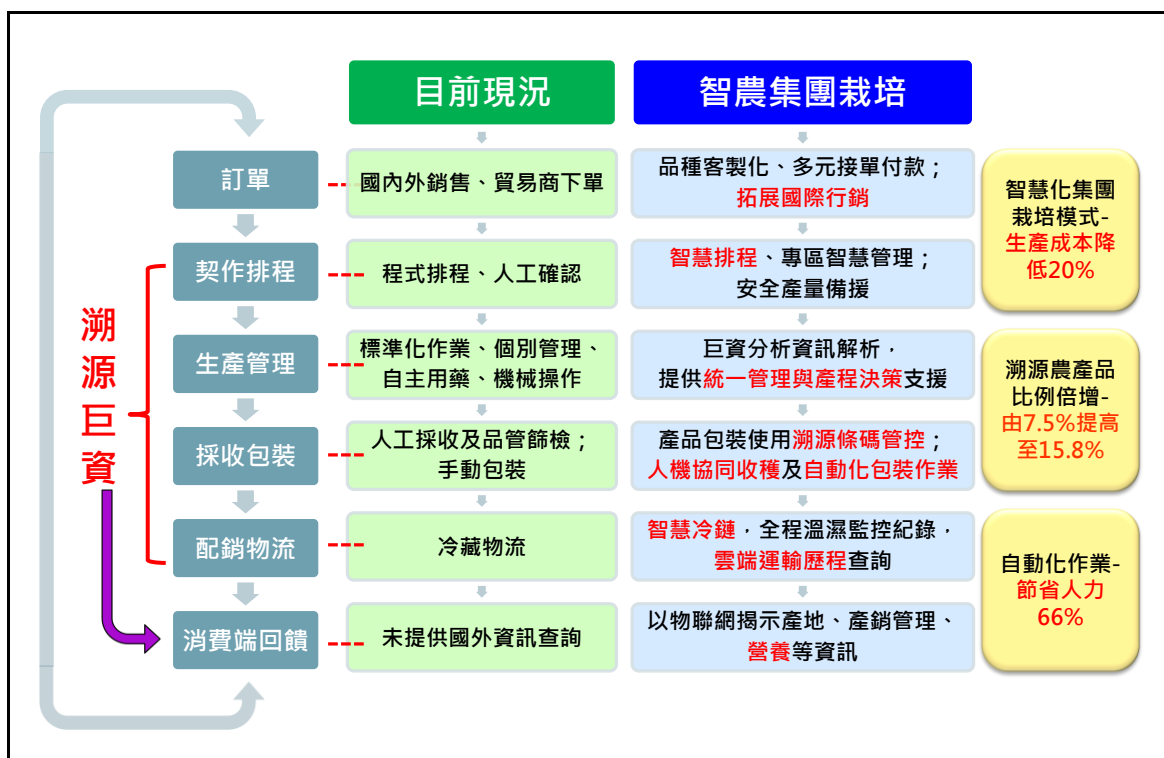 目前現況
智農集團栽培
訂單
國內外銷售、貿易商下單
品種客製化、多元接單付款；
拓展國際行銷
契作排程
程式排程、人工確認
智慧排程、專區智慧管理；
安全產量備援
生產管理
標準化作業、個別管理、
自主用藥、機械操作
巨資分析資訊解析，
提供統一管理與產程決策支援
採收包裝
人工採收及品管篩檢；
手動包裝
產品包裝使用溯源條碼管控；
人機協同收穫及自動化包裝作業
配銷物流
冷藏物流
智慧冷鏈，全程溫濕監控紀錄，
雲端運輸歷程查詢
消費端回饋
未提供國外資訊查詢
以物聯網揭示產地、產銷管理、
營養等資訊
溯源巨資
智慧化集團
栽培模式-
生產成本降
低20%
溯源農產品
比例倍增-
由7.5%提高
至15.8%
自動化作業-
節省人力
66%